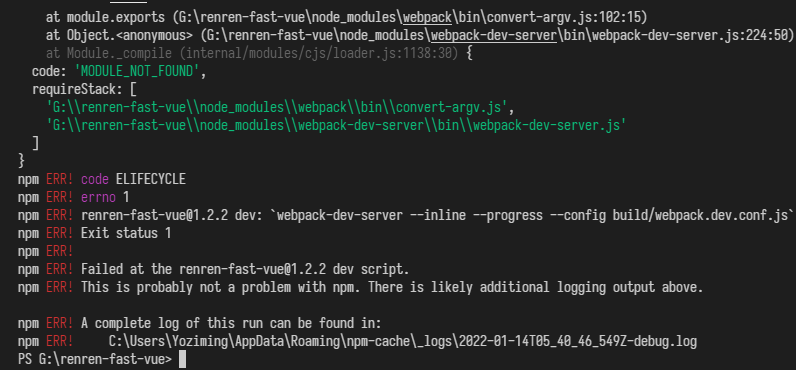 at module.exports (G:\renren-fast-vue\node_modules\webpack\bin\convert-argv.js:102:15)
at Object.<anonymous> (G:\renren-fast-vue\node_modules\webpack-dev-server\bin\webpack-dev-server.js:224:50)
at Module._compile (internal/modules/cjs/loader.js:1138:30) {
code: 'MODULE_NOT_FOUND',
requireStack: [
'G:\\renren-fast-vue\\node_modules\\webpack\\bin\\convert-argv.js',
'G:\\renren-fast-vue\\node_modules\\webpack-dev-server\\bin\\webpack-dev-server.js'
]
}
npm ERR! code ELIFECYCLE
npm ERR! errno 1
npm ERR! renren-fast-vue@1.2.2 dev: `webpack-dev-server --inline --progress --config build/webpack.dev.conf.js`
npm ERR! Exit status 1
npm ERR!
npm ERR! Failed at the renren-fast-vue@1.2.2 dev script.
npm ERR! This is probably not a problem with npm. There is likely additional logging output above.
npm ERR! A complete log of this run can be found in:
npm ERR!     C:\Users\Yoziming\AppData\Roaming\npm-cache\_logs\2022-01-14T05_40_46_549Z-debug.log
PS G:\renren-fast-vue>